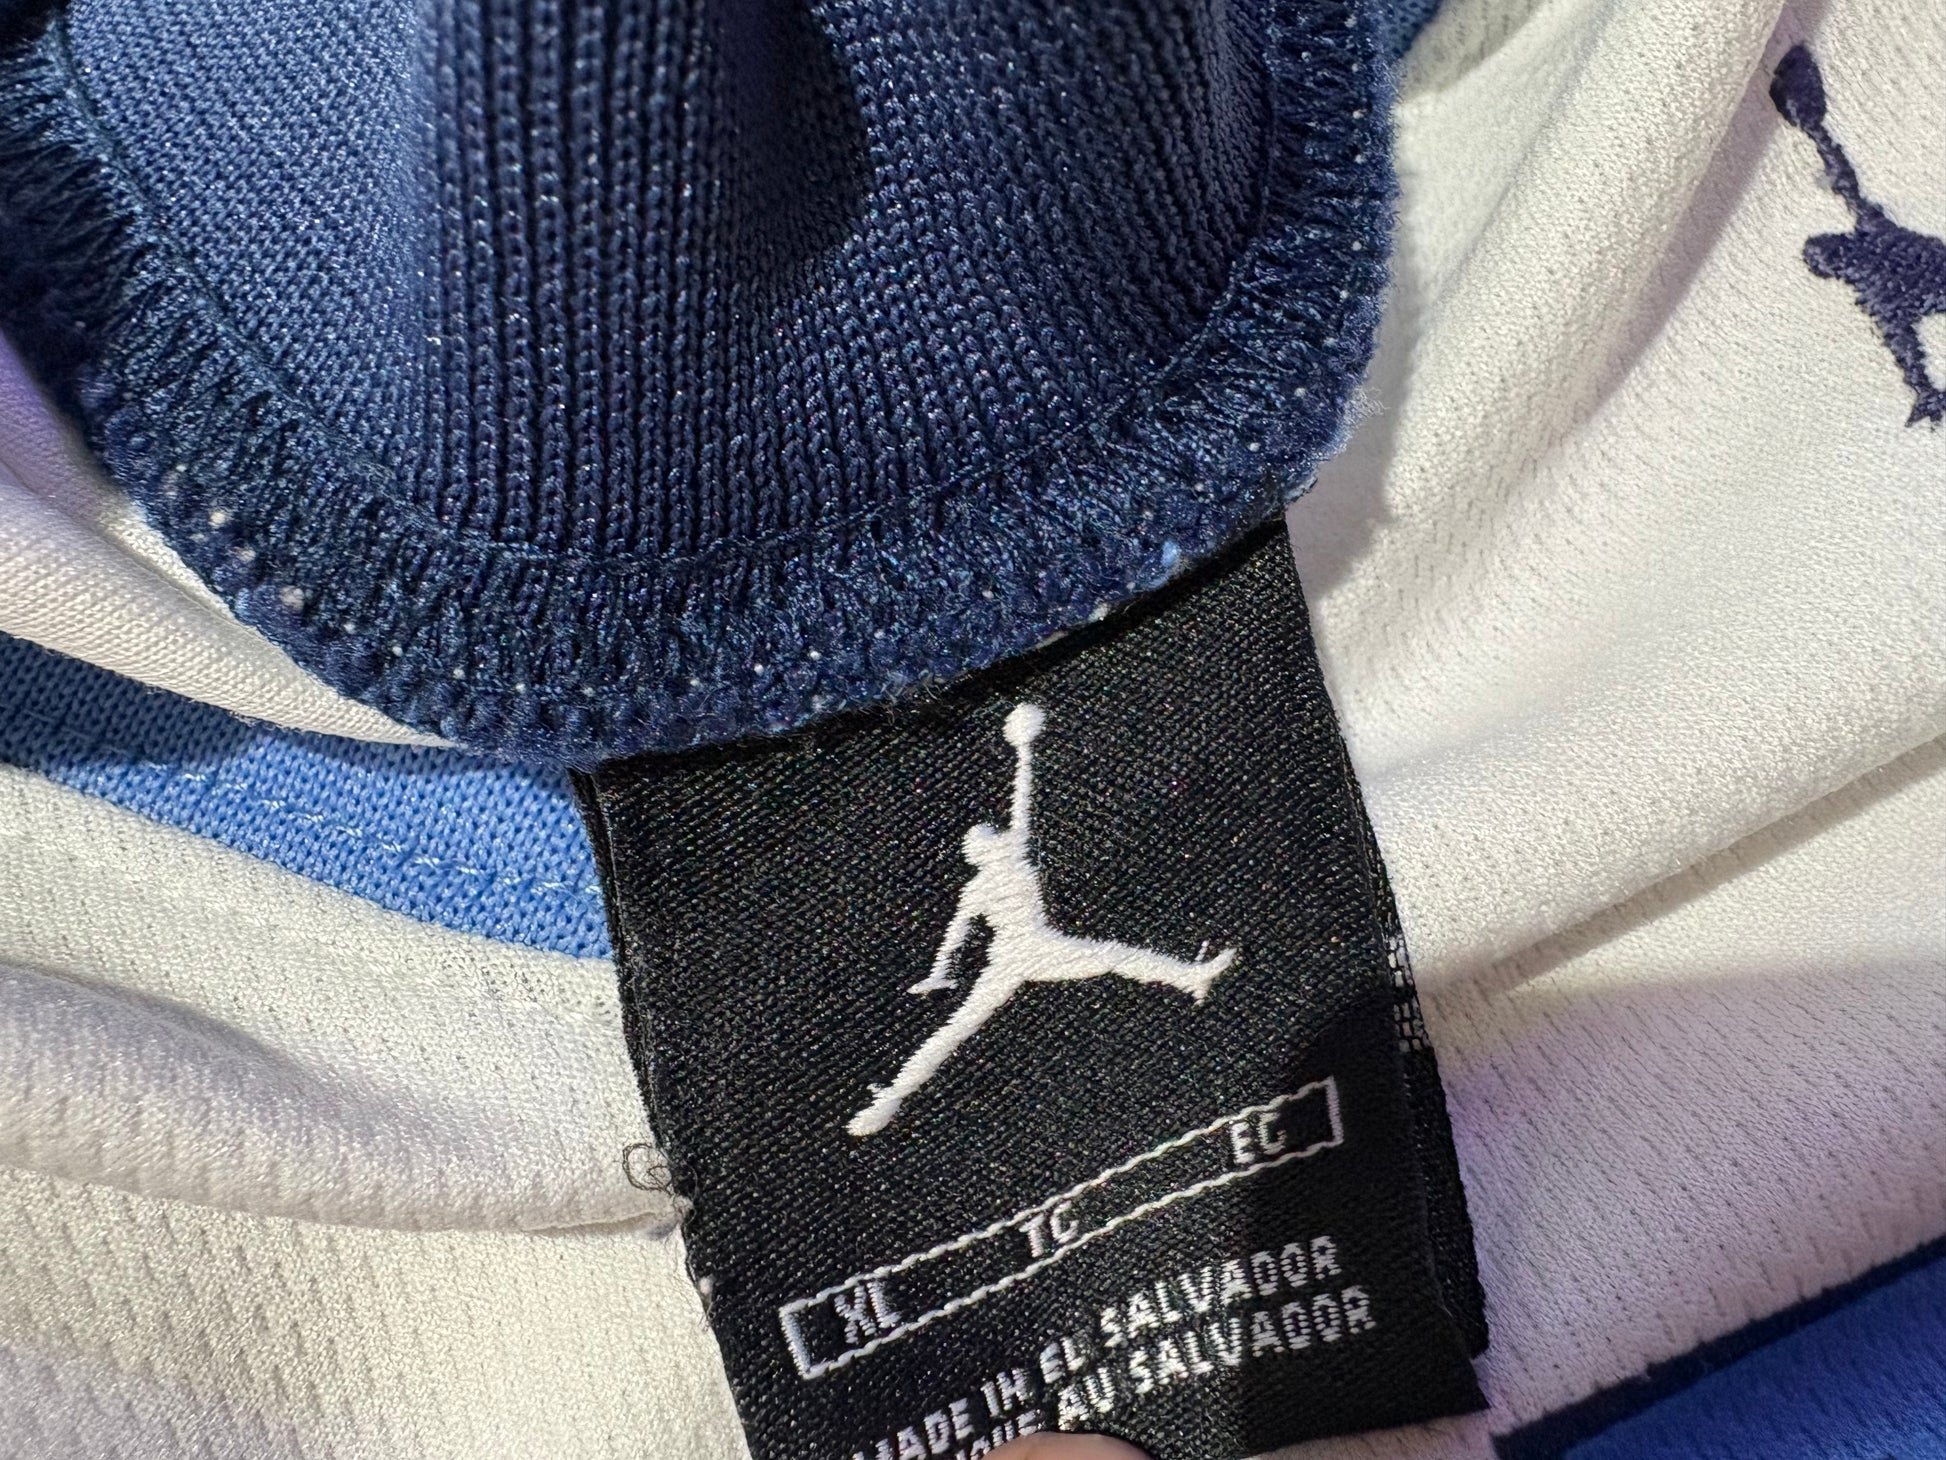 XL TG EG
MADE IN EL SALVADOR
AU SALVADOR